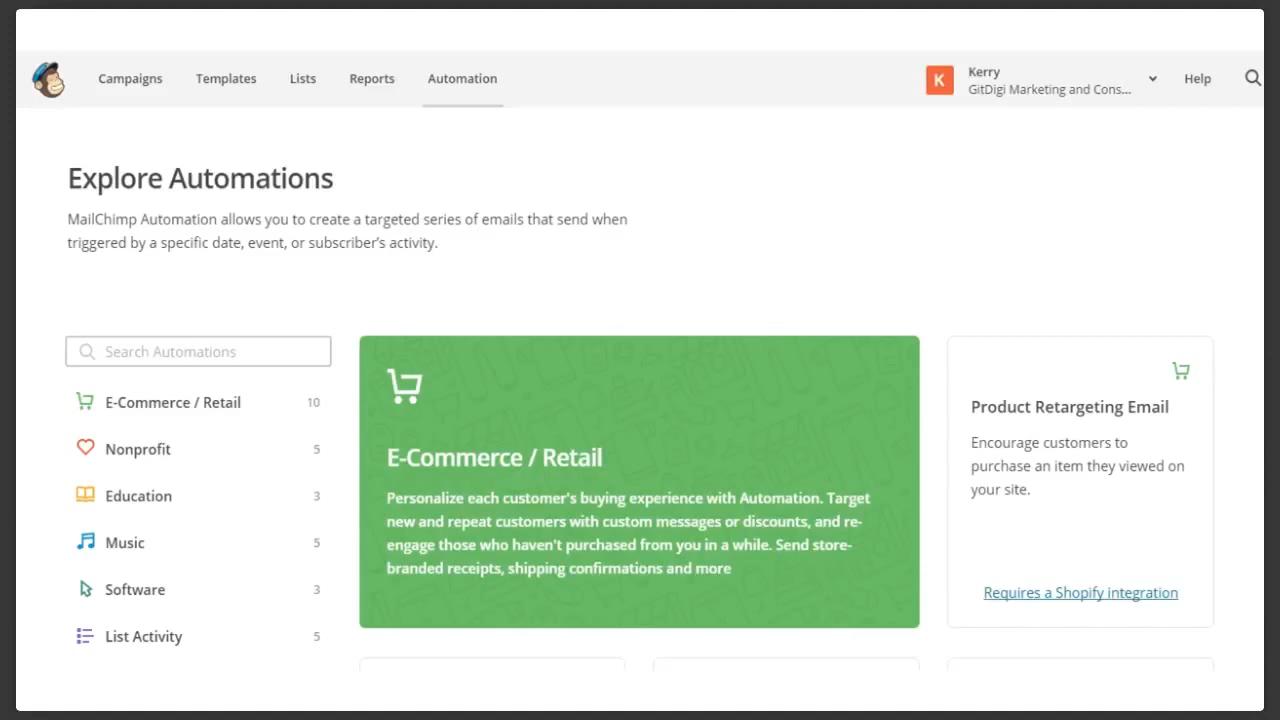 Campaigns Templates Lists Reports Automation
K
Kerry
GitDigi Marketing and Cons...
Help
Explore Automations
MailChimp Automation allows you to create a targeted series of emails that send when
triggered by a specific date, event, or subscriber's activity.
Search Automations
E-Commerce / Retail 10
Nonprofit 5
Education 3
Music 5
Software 3
List Activity 5
E-Commerce / Retail
Personalize each customer's buying experience with Automation. Target
new and repeat customers with custom messages or discounts, and re-
engage those who haven't purchased from you in a while. Send store-
branded receipts, shipping confirmations and more
Product Retargeting Email
Encourage customers to
purchase an item they viewed on
your site.
Requires a Shopify integration